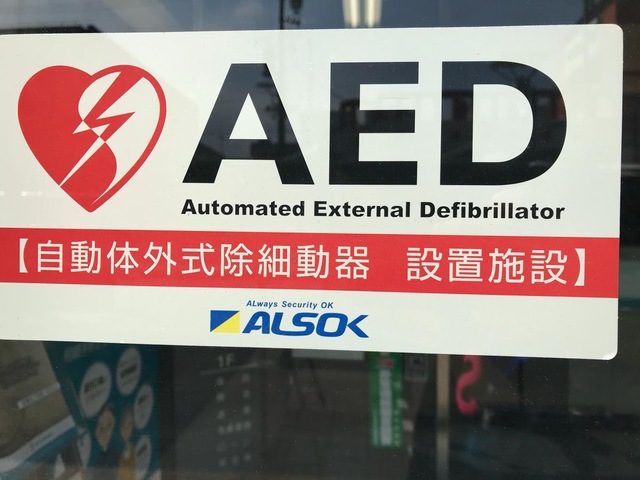 AED
Automated External Defibrillator
【自動体外式除細動器　設置施設】
ALways Security OK
ALSOK
1F